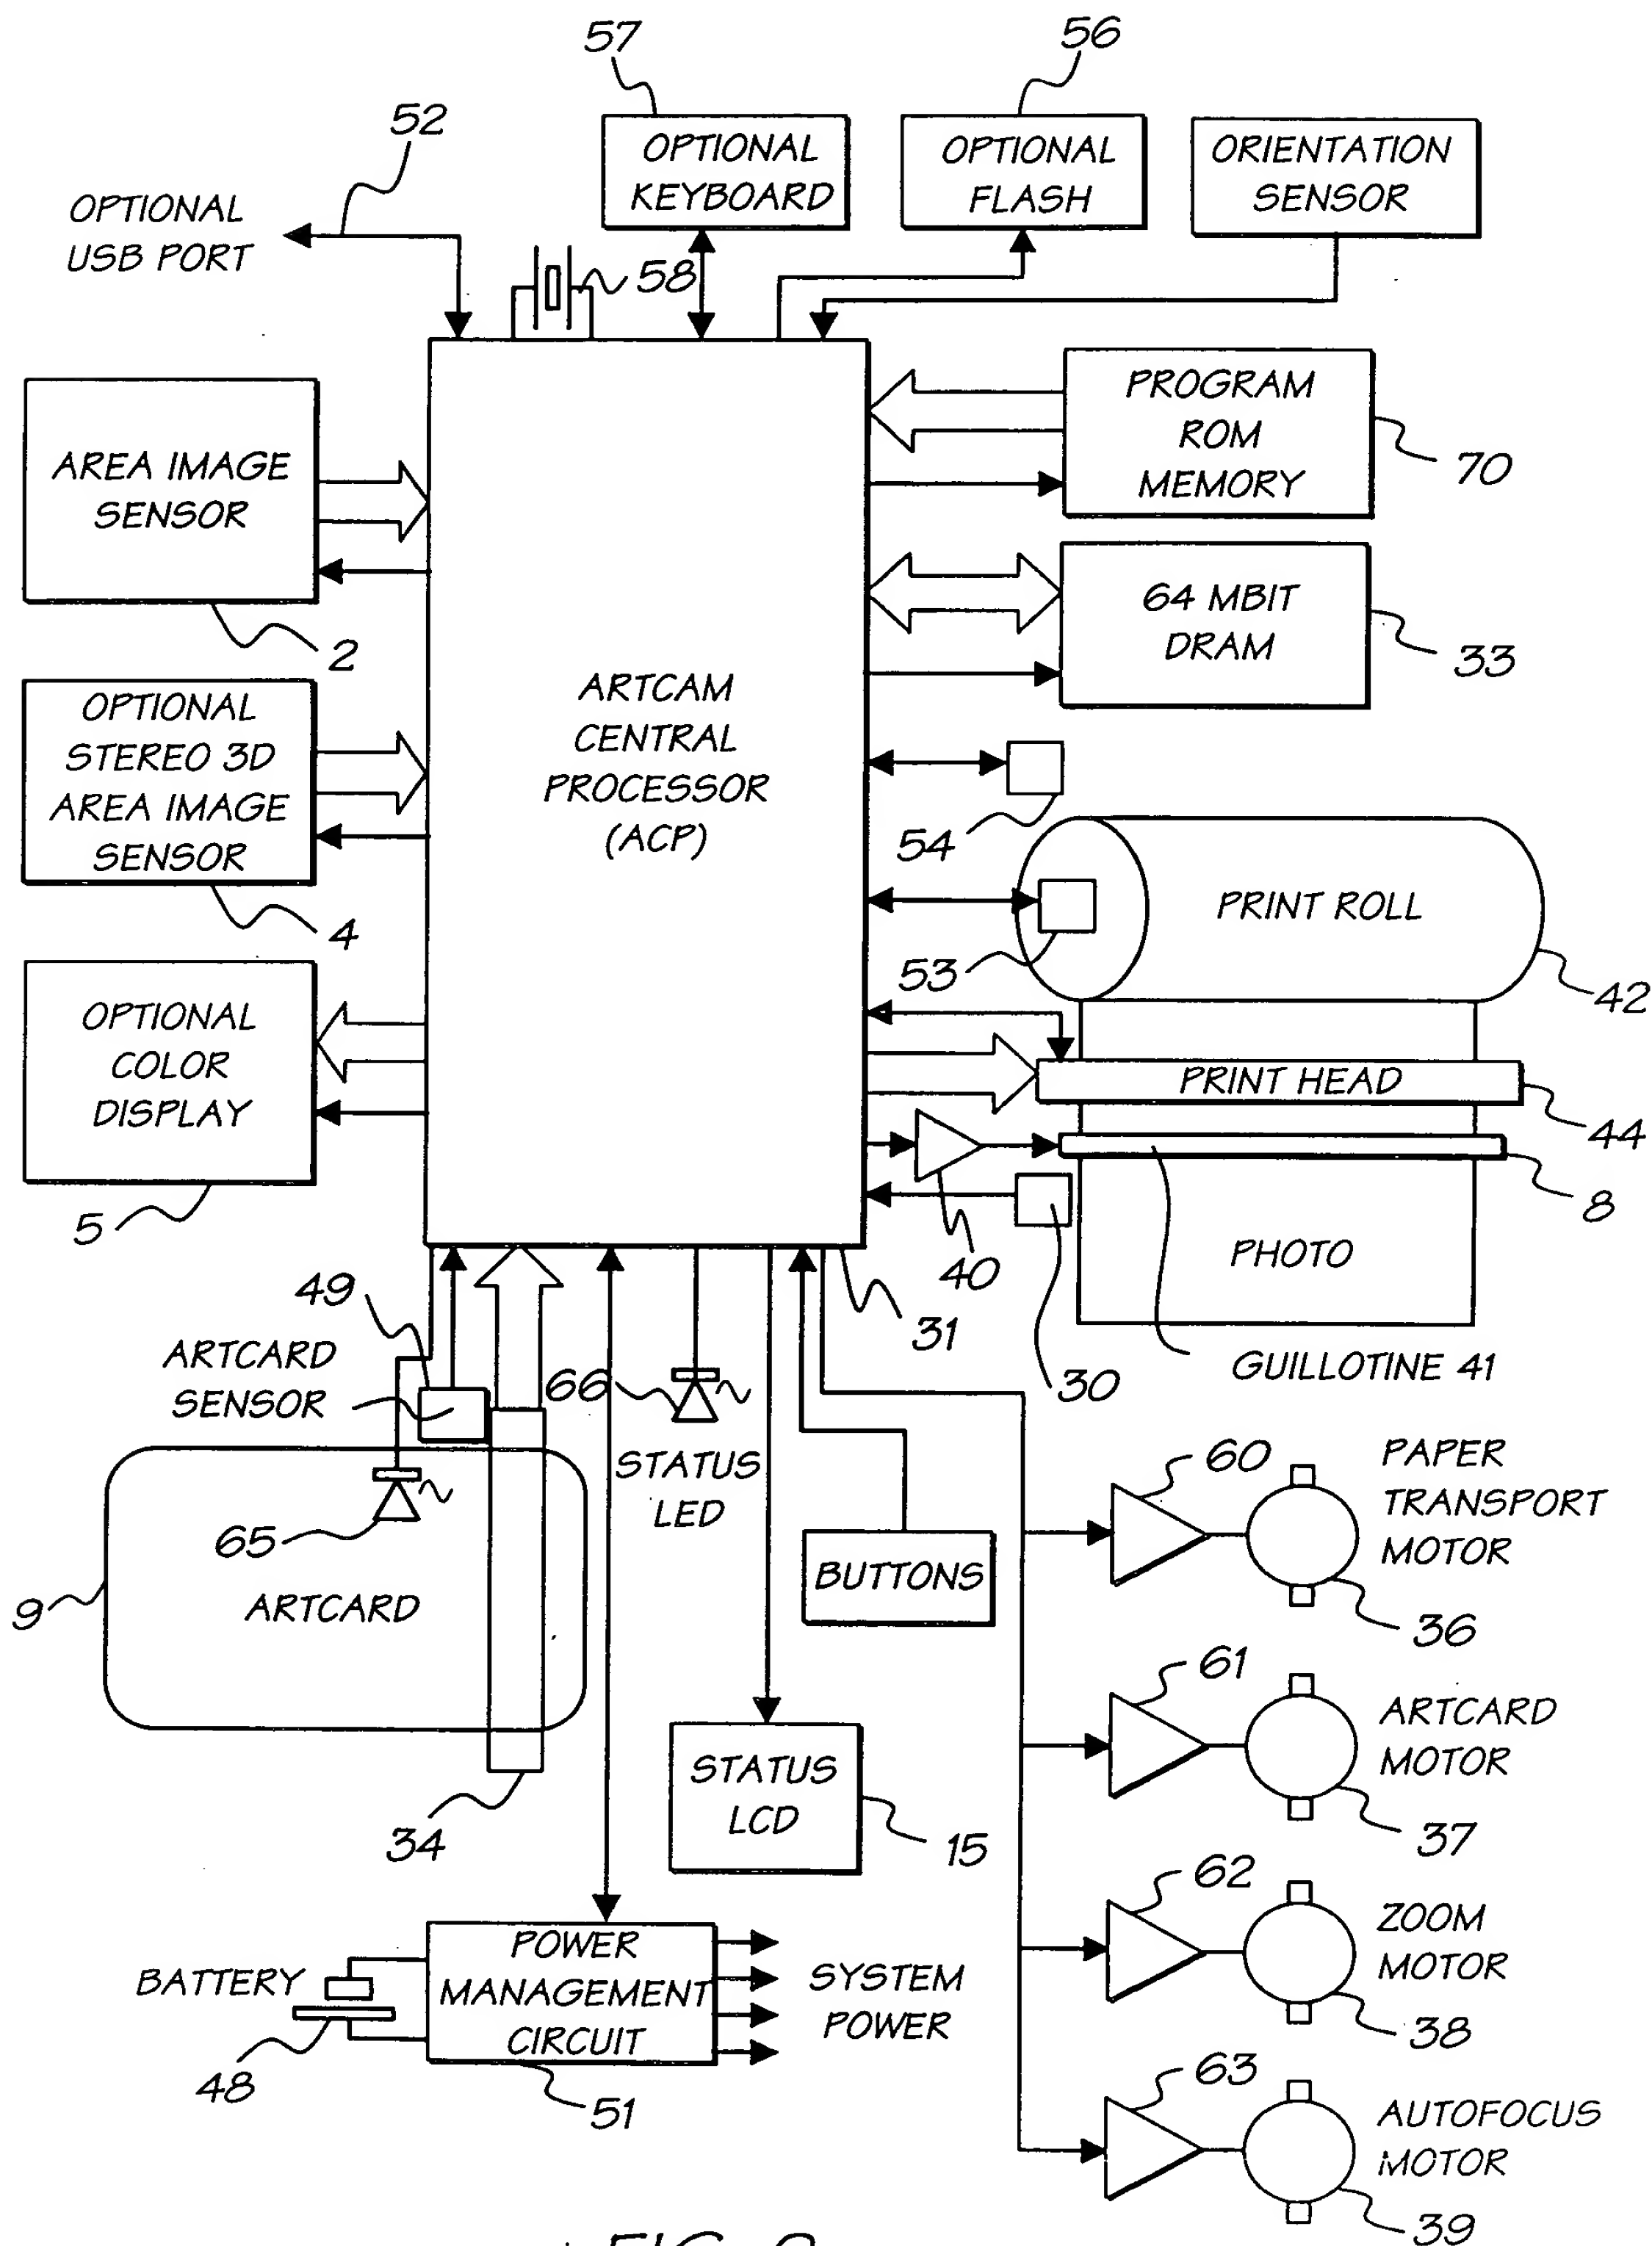 57
56
52
OPTIONAL
KEYBOARD
OPTIONAL
FLASH
ORIENTATION
SENSOR
OPTIONAL
USB PORT
58
AREA IMAGE
SENSOR
2
PROGRAM
ROM
MEMORY
70
64 MBIT
DRAM
33
OPTIONAL
STEREO 3D
AREA IMAGE
SENSOR
4
ARTCAM
CENTRAL
PROCESSOR
(ACP)
54
PRINT ROLL
53
42
OPTIONAL
COLOR
DISPLAY
5
PRINT HEAD
44
8
40
PHOTO
31
30
GUILLOTINE 41
49
ARTCARD
SENSOR
66
STATUS
LED
65
9
ARTCARD
BUTTONS
60
PAPER
TRANSPORT
MOTOR
36
61
ARTCARD
MOTOR
37
34
STATUS
LCD
15
62
ZOOM
MOTOR
38
BATTERY
48
POWER
MANAGEMENT
CIRCUIT
51
SYSTEM
POWER
63
AUTOFOCUS
MOTOR
39